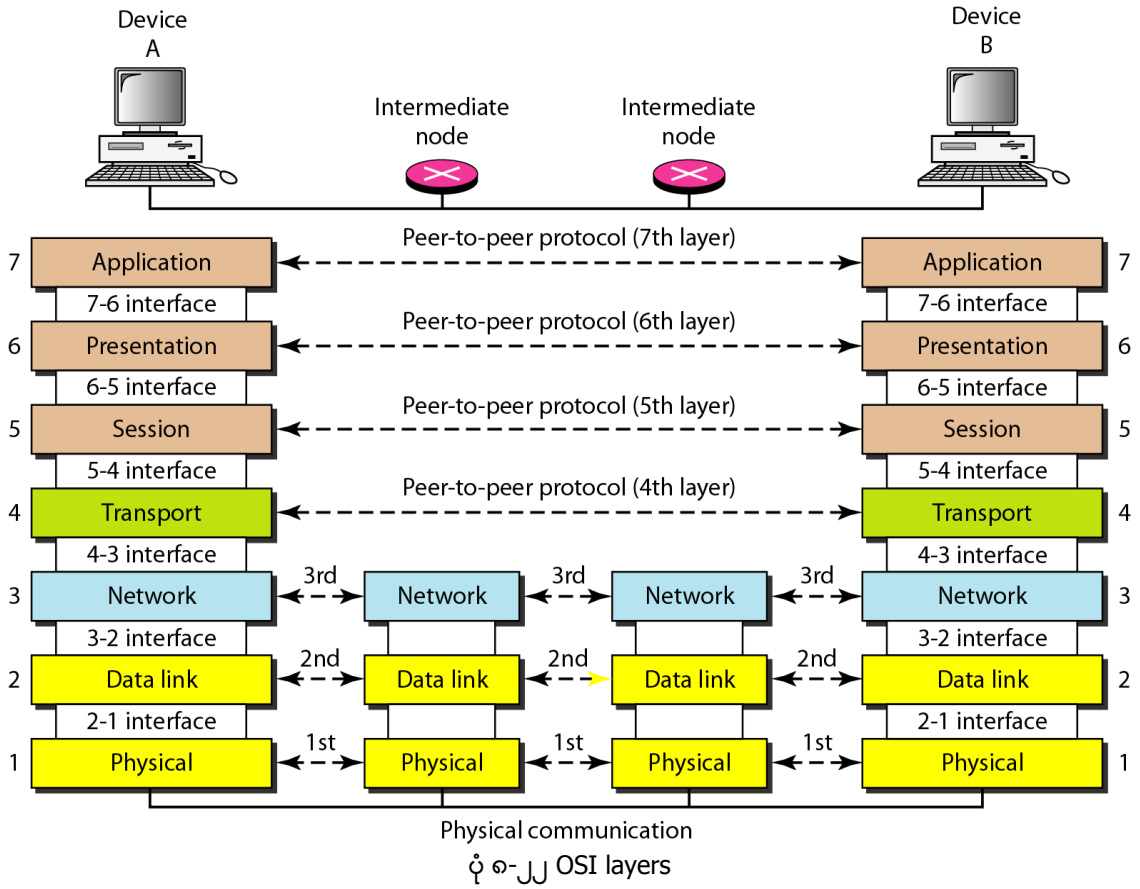 Device
A
Device
B
Intermediate
node
Intermediate
node
Peer-to-peer protocol (7th layer)
7 Application Application 7
7-6 interface 7-6 interface
Peer-to-peer protocol (6th layer)
6 Presentation Presentation 6
6-5 interface 6-5 interface
Peer-to-peer protocol (5th layer)
5 Session Session 5
5-4 interface 5-4 interface
Peer-to-peer protocol (4th layer)
4 Transport Transport 4
4-3 interface 4-3 interface
3rd 3rd 3rd
3 Network Network Network Network 3
3-2 interface 3-2 interface
2nd 2nd 2nd
2 Data link Data link Data link Data link 2
2-1 interface 2-1 interface
1st 1st 1st
1 Physical Physical Physical Physical 1
Physical communication
ပုံ ၈-၂၂ OSI layers